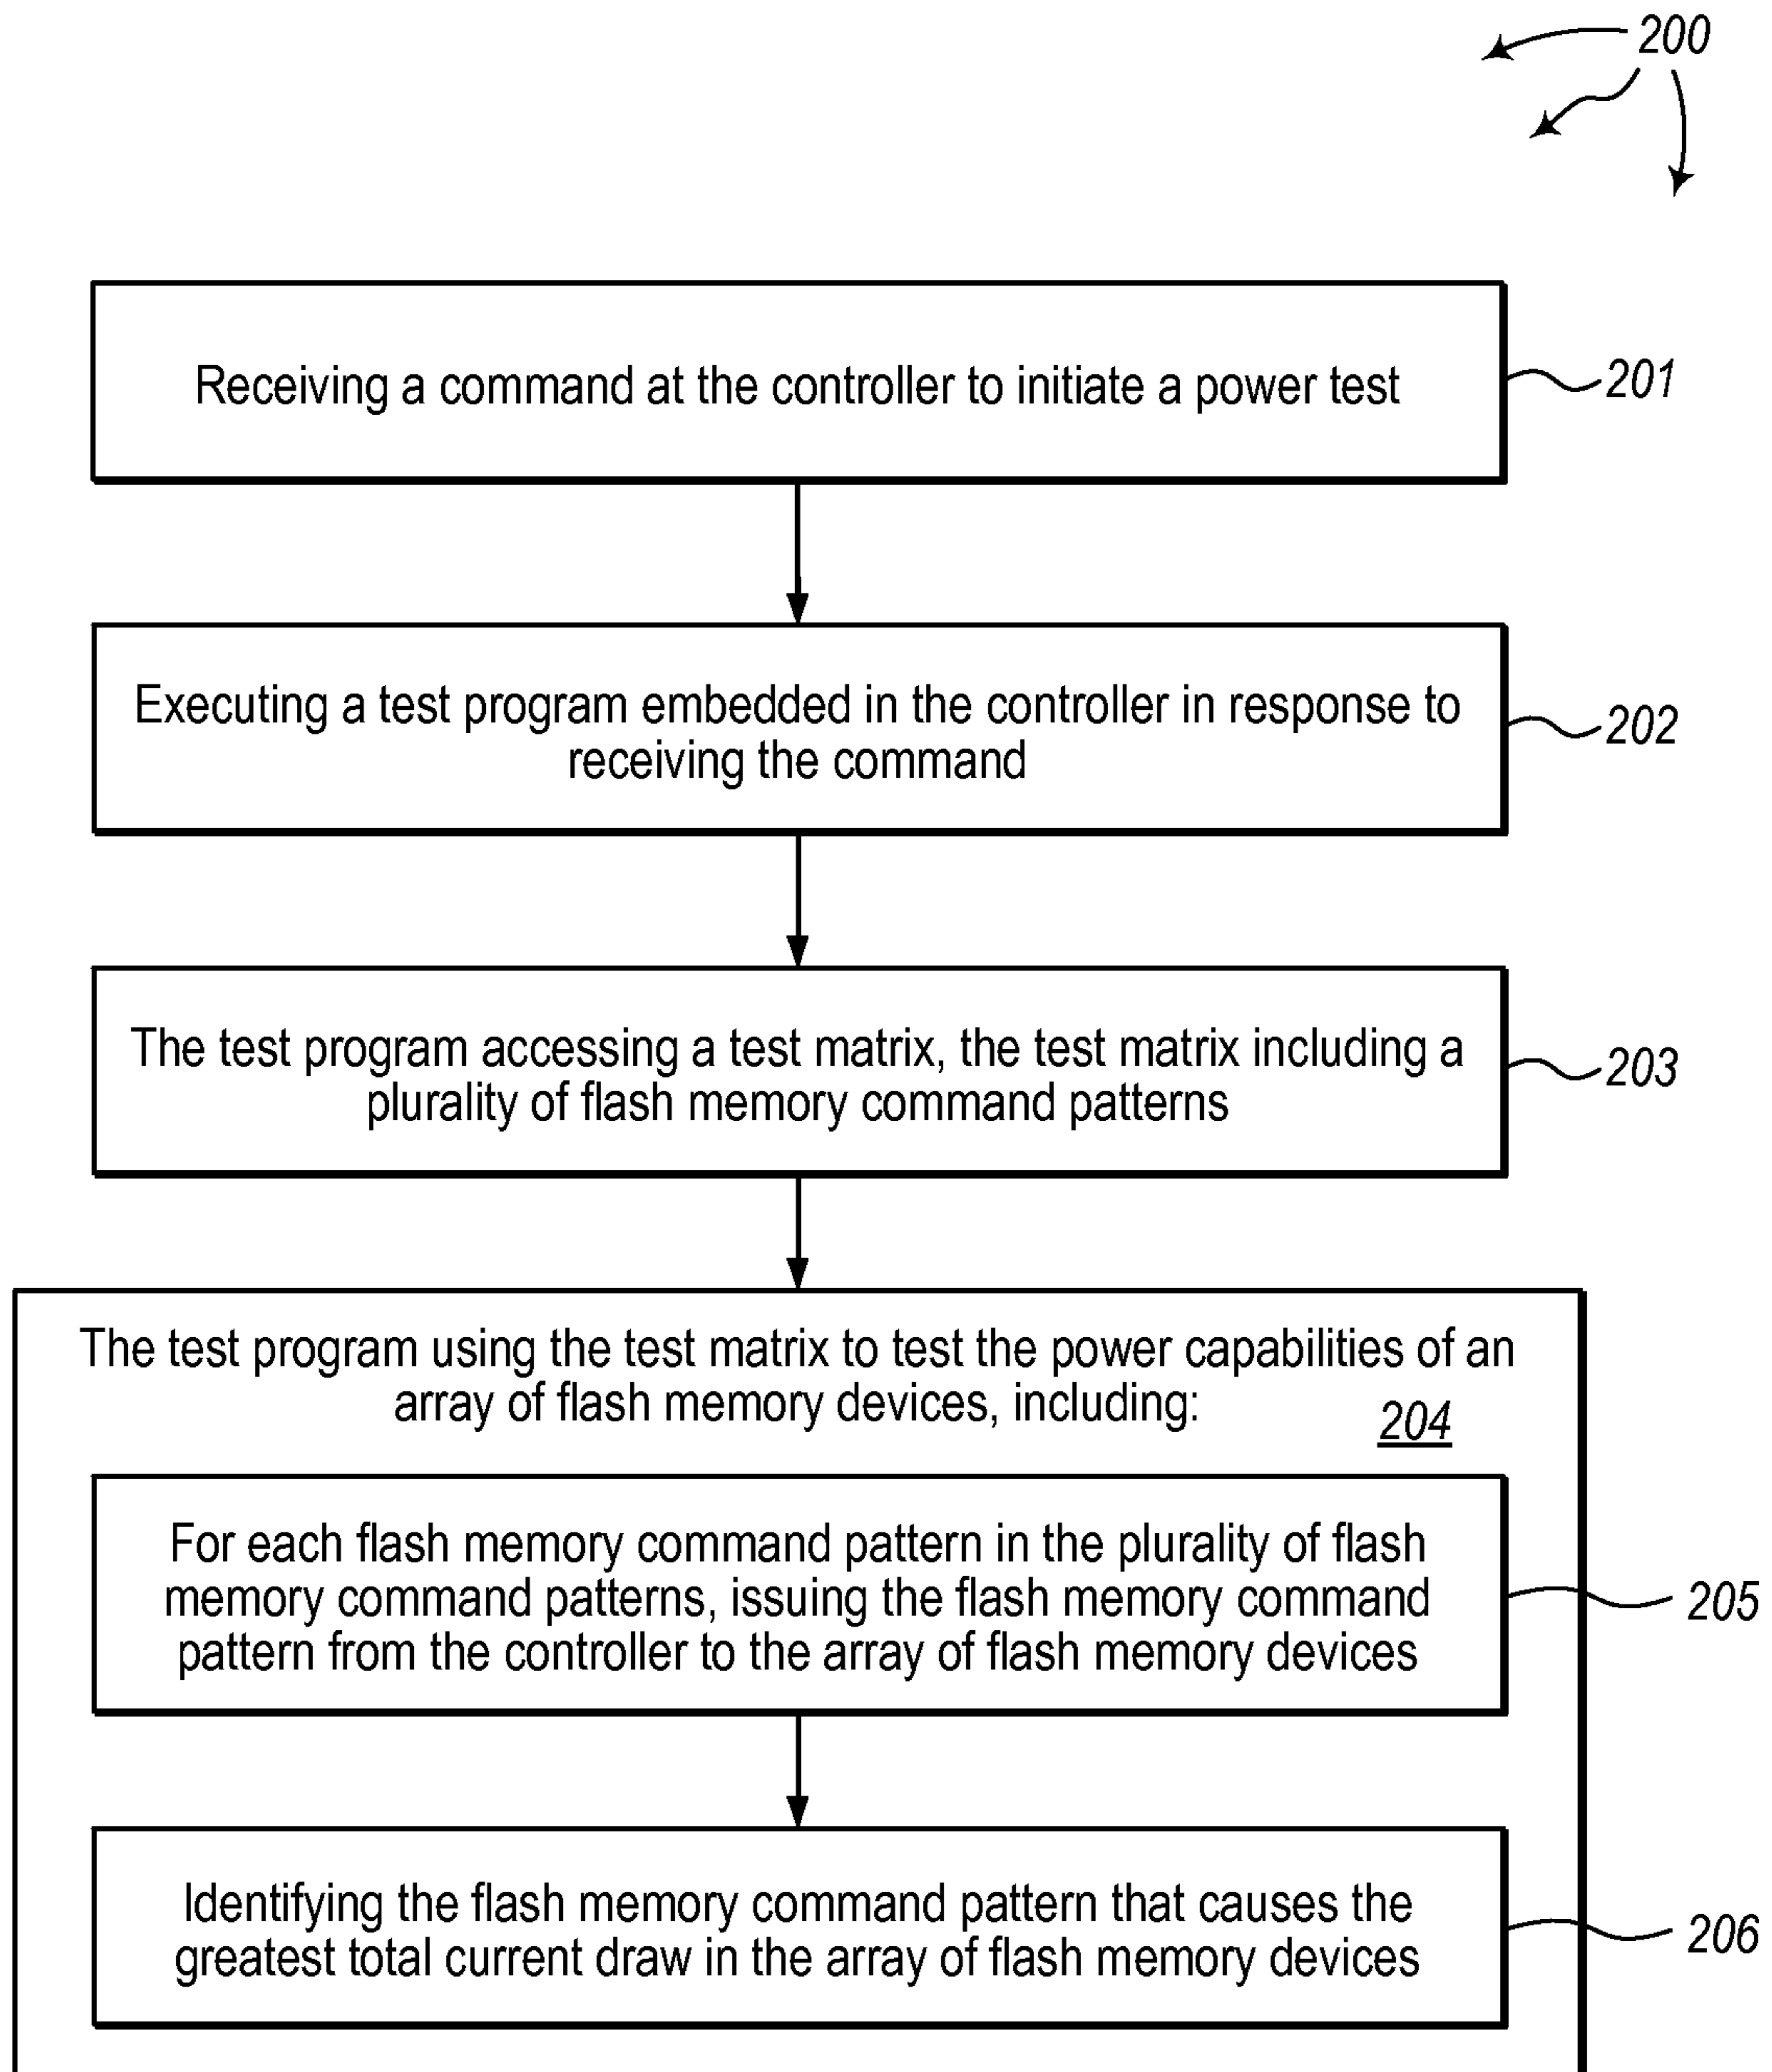 200
Receiving a command at the controller to initiate a power test
201
Executing a test program embedded in the controller in response to
receiving the command
202
The test program accessing a test matrix, the test matrix including a
plurality of flash memory command patterns
203
The test program using the test matrix to test the power capabilities of an
array of flash memory devices, including:
204
For each flash memory command pattern in the plurality of flash
memory command patterns, issuing the flash memory command
pattern from the controller to the array of flash memory devices
205
Identifying the flash memory command pattern that causes the
greatest total current draw in the array of flash memory devices
206